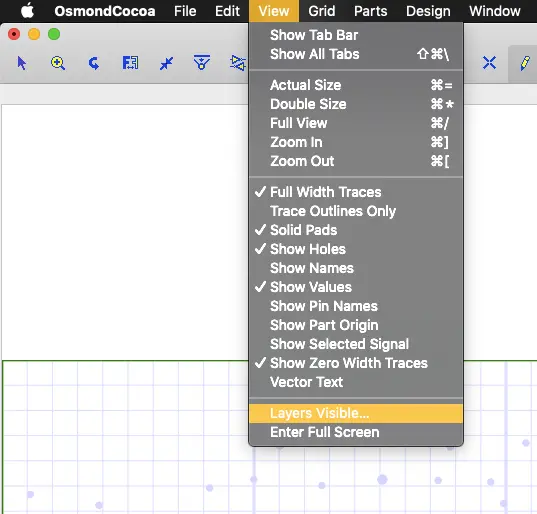 OsmondCocoa File Edit View Grid Parts Design Window
Show Tab Bar
Show All Tabs ⇧⌘\
Actual Size ⌘=
Double Size ⌘*
Full View ⌘/
Zoom In ⌘]
Zoom Out ⌘[
✓ Full Width Traces
Trace Outlines Only
✓ Solid Pads
✓ Show Holes
Show Names
✓ Show Values
Show Pin Names
Show Part Origin
Show Selected Signal
✓ Show Zero Width Traces
Vector Text
Layers Visible...
Enter Full Screen